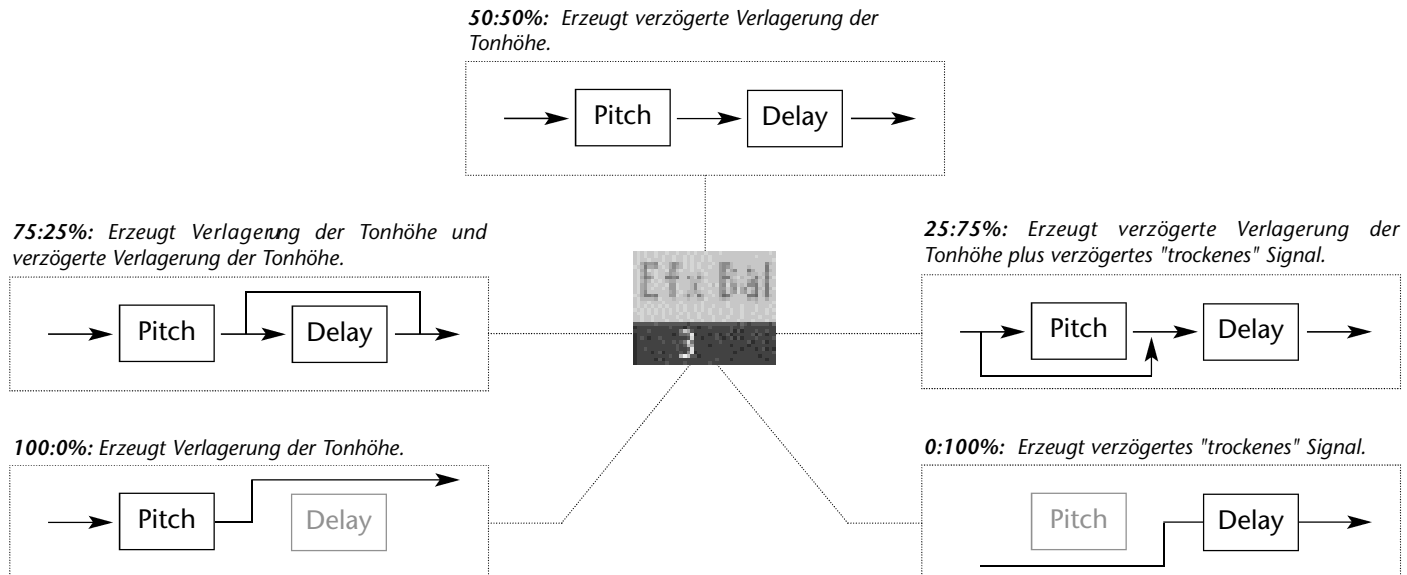 50:50%: Erzeugt verzögerte Verlagerung der
Tonhöhe.
Pitch Delay
75:25%: Erzeugt Verlagerung der Tonhöhe und
verzögerte Verlagerung der Tonhöhe.
Pitch Delay
Efx Bal
3
25:75%: Erzeugt verzögerte Verlagerung der
Tonhöhe plus verzögertes "trockenes" Signal.
Pitch Delay
100:0%: Erzeugt Verlagerung der Tonhöhe.
Pitch Delay
0:100%: Erzeugt verzögertes "trockenes" Signal.
Pitch Delay